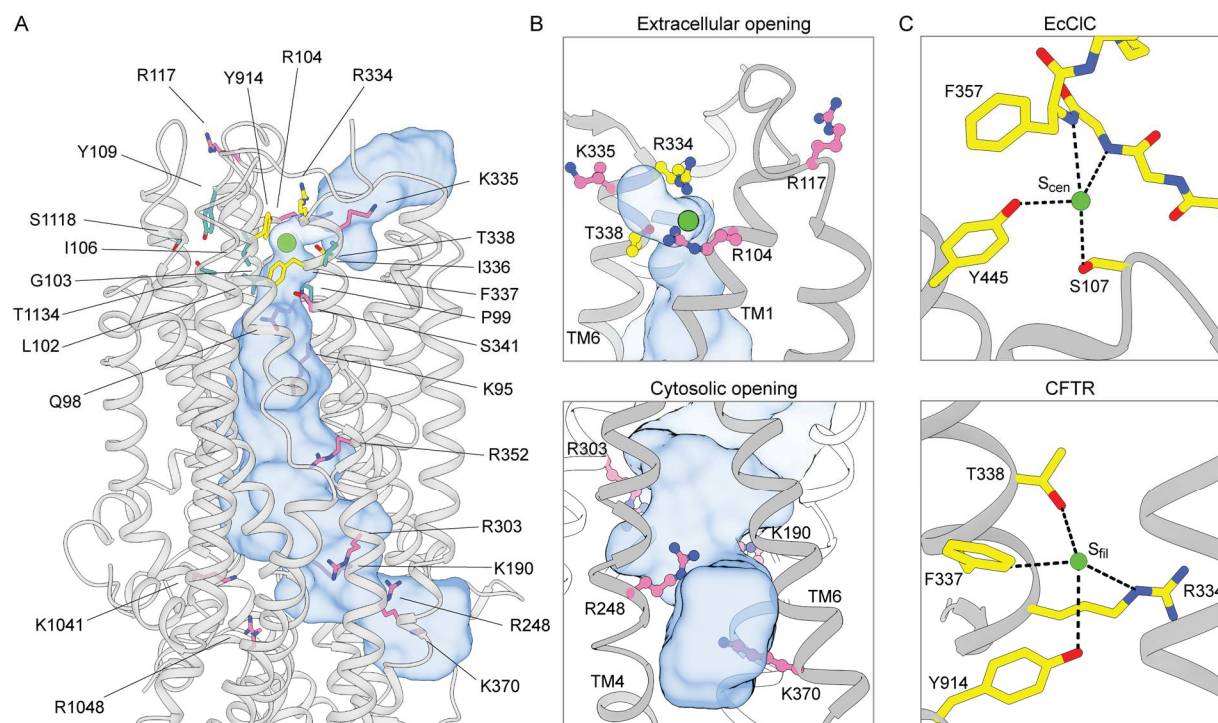 A
R117
Y914
R104
R334
Y109
S1118
I106
G103
T1134
L102
Q98
K1041
R1048
K335
T338
I336
F337
P99
S341
K95
R352
R303
K190
R248
K370
B
Extracellular opening
K335
R334
R117
T338
R104
TM6
TM1
Cytosolic opening
R303
K190
R248
TM6
TM4
K370
C
EcClC
F357
Scen
Y445
S107
CFTR
T338
Sfil
F337
R334
Y914